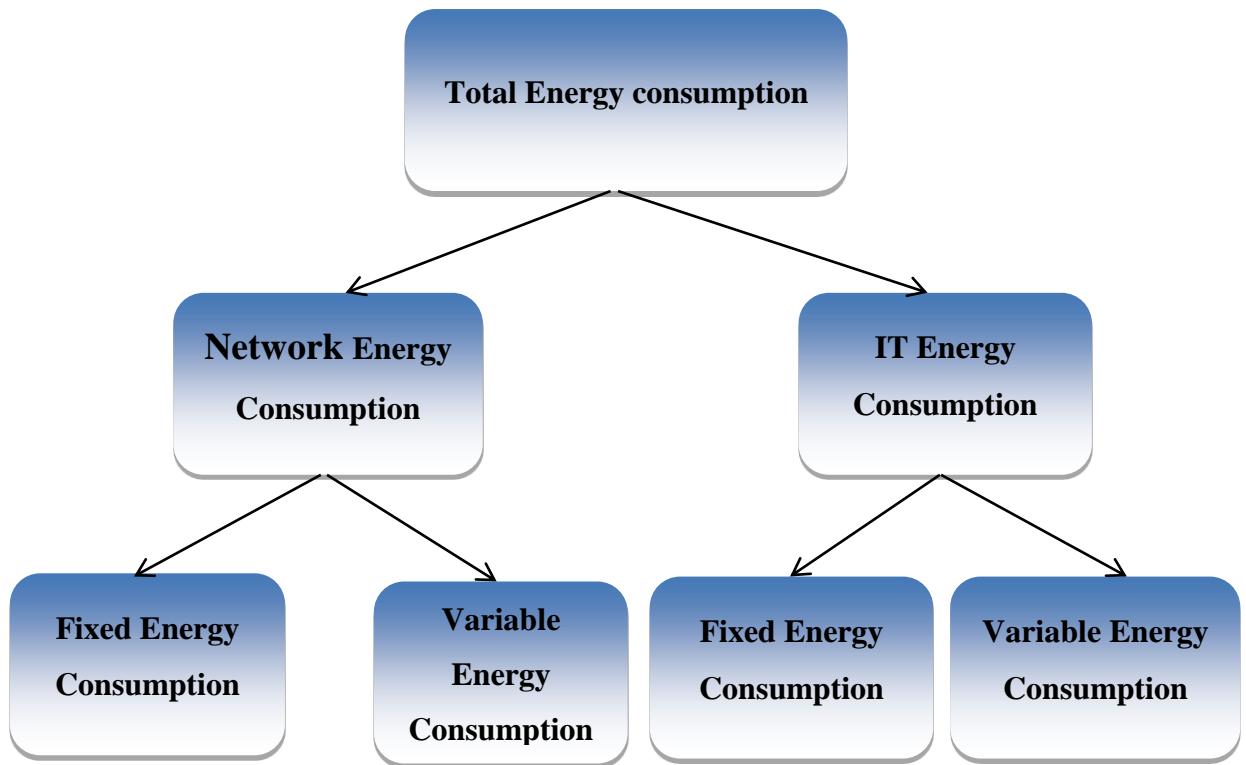 Total Energy consumption
Network Energy
Consumption
IT Energy
Consumption
Fixed Energy
Consumption
Variable
Energy
Consumption
Fixed Energy
Consumption
Variable Energy
Consumption